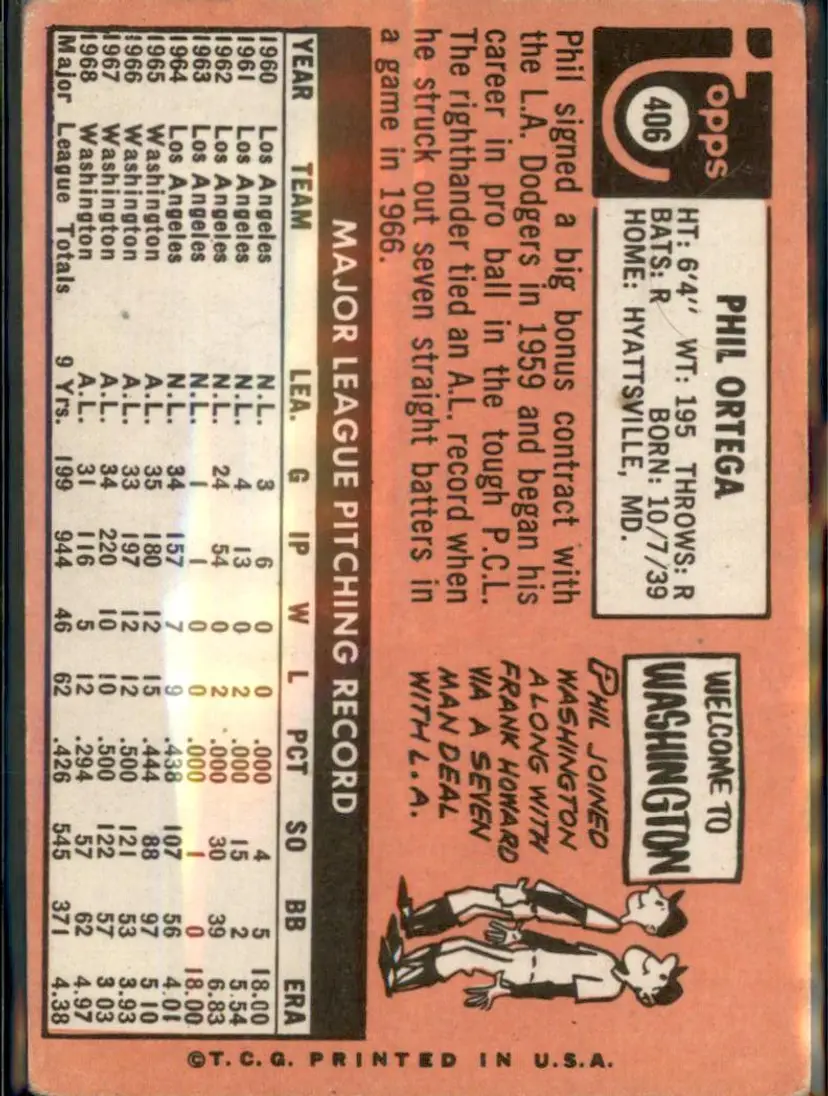 Topps
406
PHIL ORTEGA
HT: 6'4" WT: 195 THROWS: R
BATS: R BORN: 10/7/39
HOME: HYATTSVILLE, MD.
Phil signed a big bonus contract with
the L.A. Dodgers in 1959 and began his
career in pro ball in the tough P.C.L.
The righthander tied an A.L. record when
he struck out seven straight batters in
a game in 1966.
WELCOME TO
WASHINGTON
PHIL JOINED
WASHINGTON
ALONG WITH
FRANK HOWARD
VIA A SEVEN
MAN DEAL
WITH L.A.
MAJOR LEAGUE PITCHING RECORD
YEAR TEAM LEA. G IP W L PCT SO BB ERA
1960 Los Angeles N.L. 3 6 0 0 .000 4 5 18.00
1961 Los Angeles N.L. 4 13 0 2 .000 15 2 5.54
1962 Los Angeles N.L. 24 54 0 2 .000 30 39 6.83
1963 Los Angeles N.L. 1 1 0 0 .000 1 0 18.00
1964 Los Angeles N.L. 34 157 7 9 .438 107 56 4.01
1965 Washington A.L. 35 180 12 15 .444 88 97 5.10
1966 Washington A.L. 33 197 12 12 .500 121 53 3.93
1967 Washington A.L. 34 220 10 10 .500 122 57 3.03
1968 Washington A.L. 31 116 5 12 .294 57 62 4.97
Major League Totals 9 Yrs. 199 944 46 62 .426 545 371 4.38
©T.C.G. PRINTED IN U.S.A.